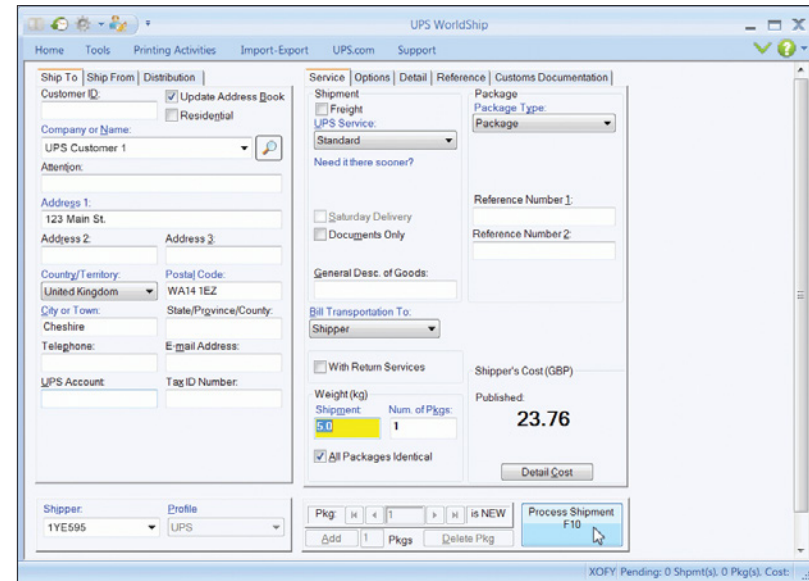 UPS WorldShip
Home Tools Printing Activities Import-Export UPS.com Support
Ship To Ship From Distribution
Customer ID:
Update Address Book
Residential
Company or Name:
UPS Customer 1
Attention:
Address 1:
123 Main St.
Address 2: Address 3:
Country/Territory: Postal Code:
United Kingdom WA14 1EZ
City or Town: State/Province/County:
Cheshire
Telephone: E-mail Address:
UPS Account: Tax ID Number:
Shipper: Profile
1YE595 UPS
Service Options Detail Reference Customs Documentation
Shipment
Freight
UPS Service:
Standard
Need it there sooner?
Saturday Delivery
Documents Only
General Desc. of Goods:
Bill Transportation To:
Shipper
With Return Services
Weight (kg)
Shipment: Num. of Pkgs:
5.0 1
All Packages Identical
Package
Package Type:
Package
Reference Number 1:
Reference Number 2:
Shipper's Cost (GBP)
Published:
23.76
Detail Cost
Pkg: 1 is NEW
Add 1 Pkgs Delete Pkg
Process Shipment
F10
XOFY Pending: 0 Shpmt(s), 0 Pkg(s). Cost: